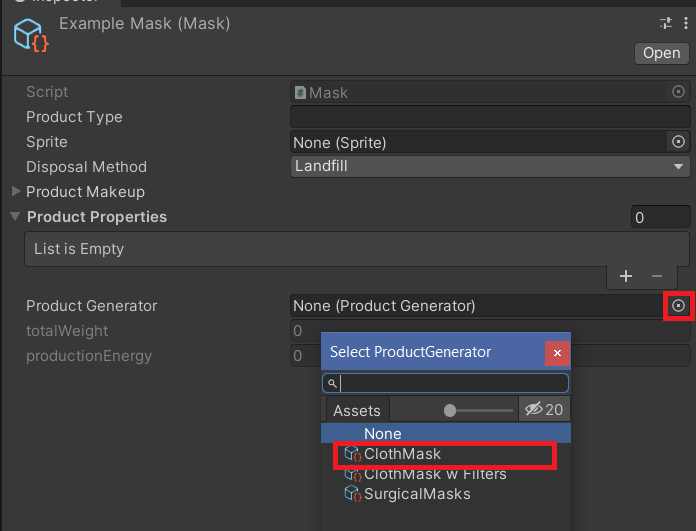 Example Mask (Mask)
Open
Script
Mask
Product Type
Sprite
None (Sprite)
Disposal Method
Landfill
Product Makeup
Product Properties
0
List is Empty
+ −
Product Generator
None (Product Generator)
totalWeight
0
productionEnergy
0
Select ProductGenerator
×
Assets
20
None
ClothMask
ClothMask w Filters
SurgicalMasks